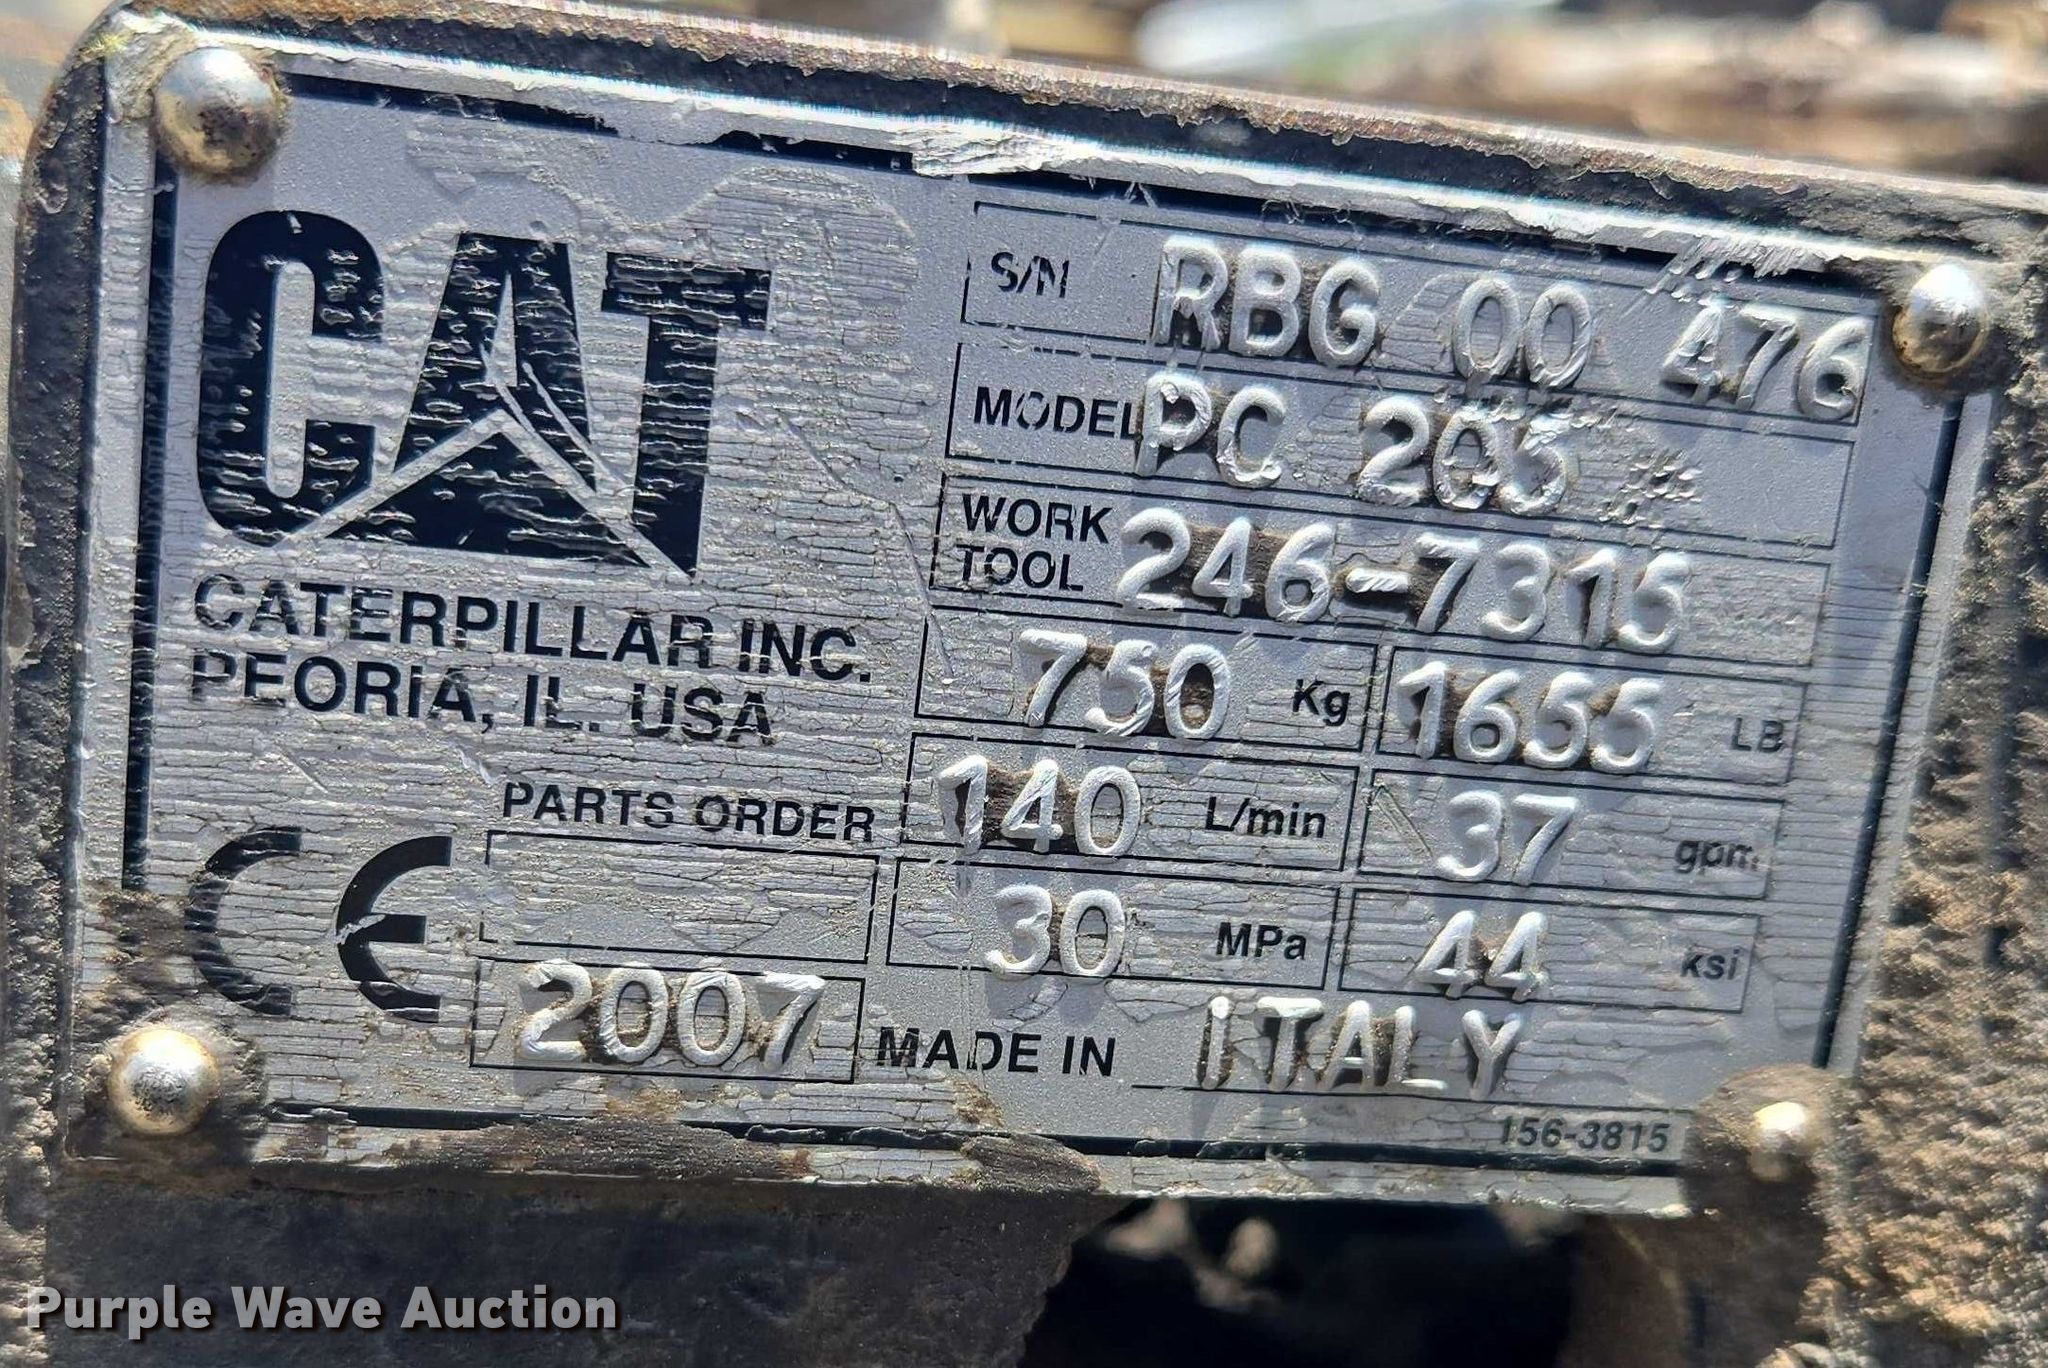 CAT
CATERPILLAR INC.
PEORIA, IL. USA
S/N RBG 00 476
MODEL PC 205
WORK TOOL 246-7315
750 Kg 1655 LB
PARTS ORDER 140 L/min 37 gpm
CE
30 MPa 44 ksi
2007 MADE IN ITALY
156-3815
Purple Wave Auction